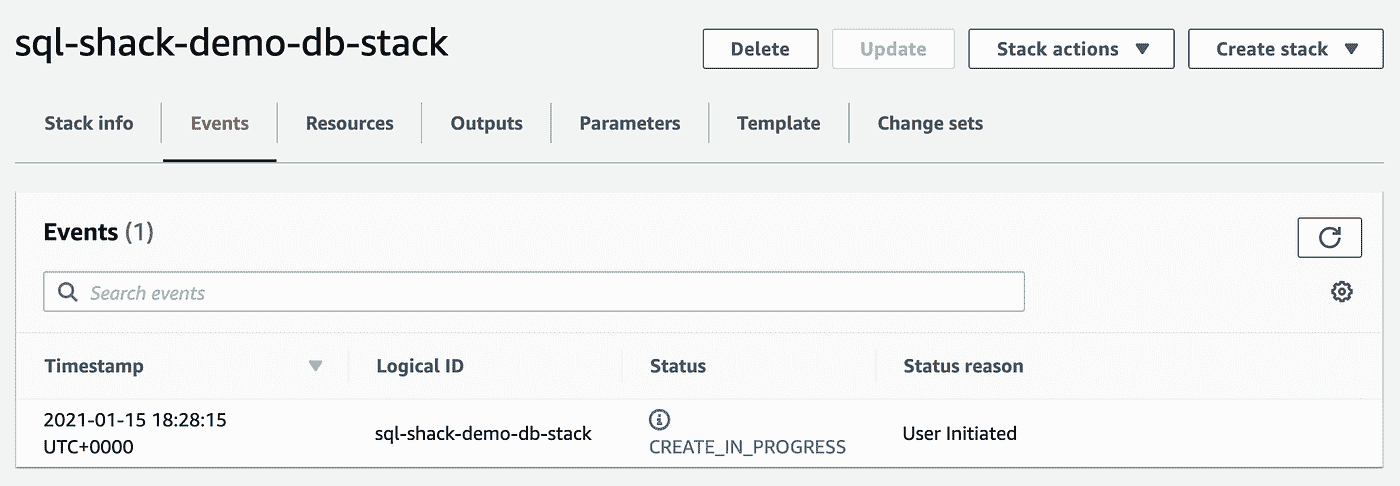 sql-shack-demo-db-stack
Delete
Update
Stack actions
Create stack
Stack info
Events
Resources
Outputs
Parameters
Template
Change sets
Events (1)
Search events
Timestamp
Logical ID
Status
Status reason
2021-01-15 18:28:15
UTC+0000
sql-shack-demo-db-stack
CREATE_IN_PROGRESS
User Initiated